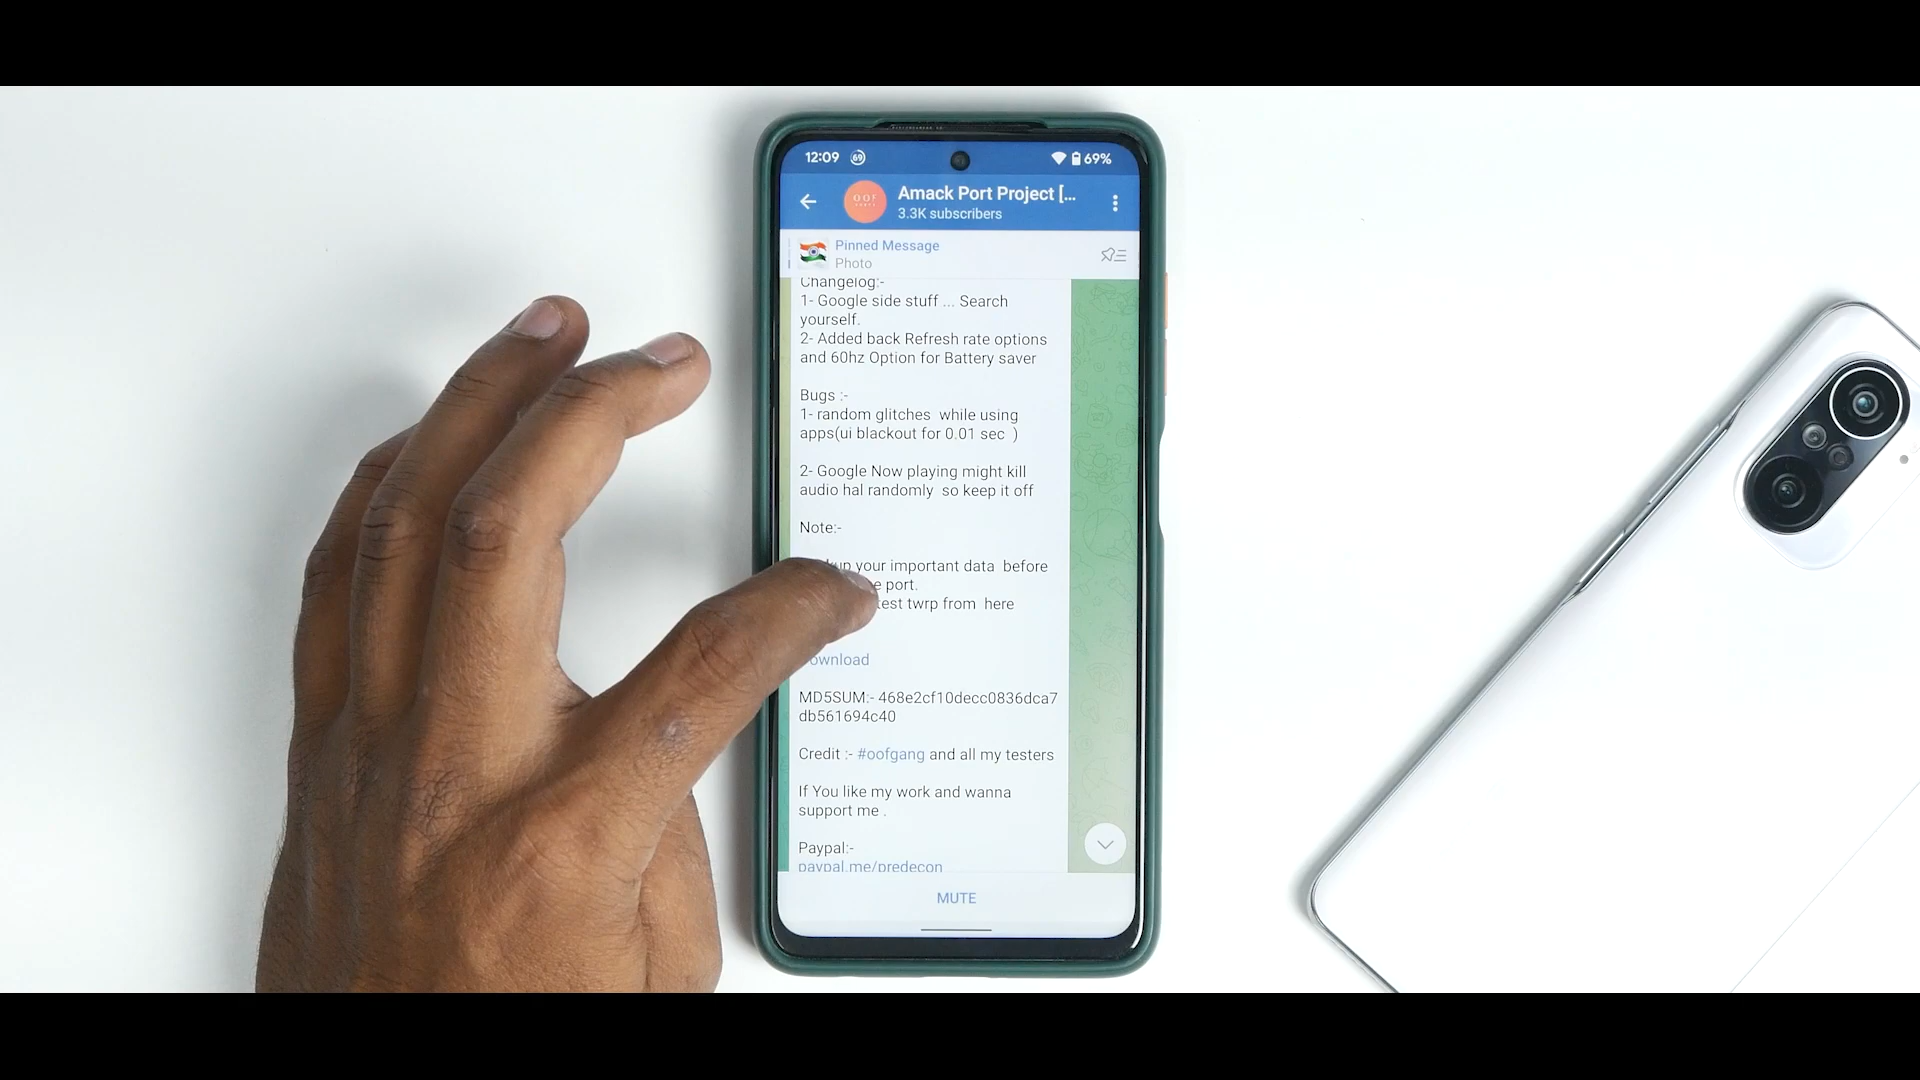 12:09 69 69%
Amack Port Project [...
3.3K subscribers
OOF
Pinned Message
Photo
Changelog:-
1- Google side stuff ... Search
yourself.
2- Added back Refresh rate options
and 60hz Option for Battery saver
Bugs :-
1- random glitches while using
apps(ui blackout for 0.01 sec )
2- Google Now playing might kill
audio hal randomly so keep it off
Note:-
your important data before
port.
twrp from here
ownload
MD5SUM:- 468e2cf10decc0836dca7
db561694c40
Credit :- #oofgang and all my testers
If You like my work and wanna
support me .
Paypal:-
paypal.me/predecon
MUTE